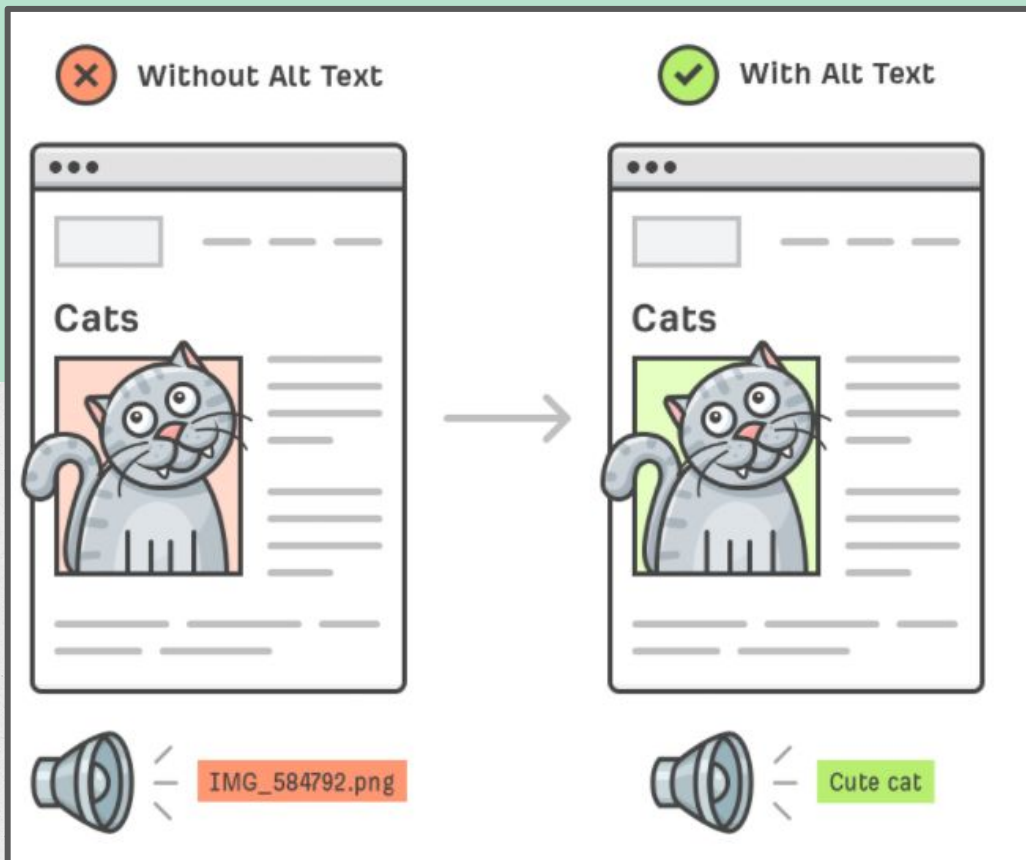 Without Alt Text
With Alt Text
Cats
Cats
IMG_584792.png
Cute cat